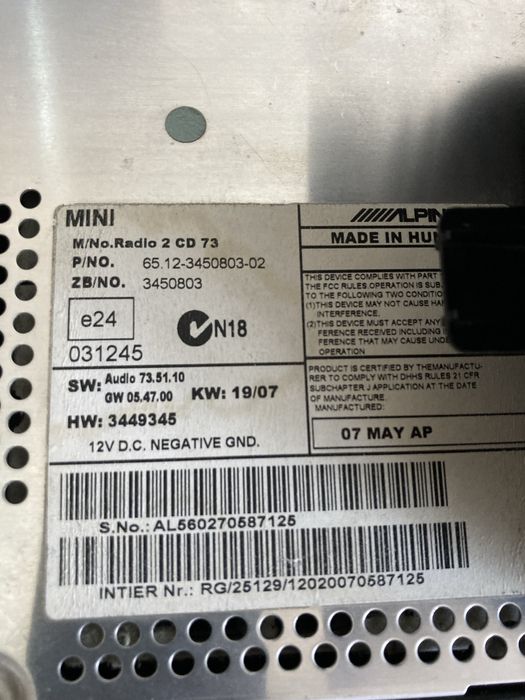 MINI
M/No. Radio 2 CD 73
P/NO. 65.12-3450803-02
ZB/NO. 3450803
e24
N18
031245
SW: Audio 73.51.10
GW 05.47.00
KW: 19/07
HW: 3449345
12V D.C. NEGATIVE GND.
MADE IN
THIS DEVICE COMPLIES WITH PART
THE FCC RULES.OPERATION IS
TO THE FOLLOWING TWO
(1)THIS DEVICE MAY NOT CAUSE
INTERFERENCE.
(2)THIS DEVICE MUST ACCEPT ANY
FERENCE RECEIVED INCLUDING
FERENCE THAT MAY CAUSE
OPERATION
PRODUCT IS CERTIFIED BY THEMANUFACTU-
RER TO COMPLY WITH DHHS RULES 21 CFR
SUBCHAPTER J APPLICATION AT THE DATE
OF MANUFACTURE.
MANUFACTURED:
07 MAY AP
S.No.: AL560270587125
INTIER Nr.: RG/25129/12020070587125